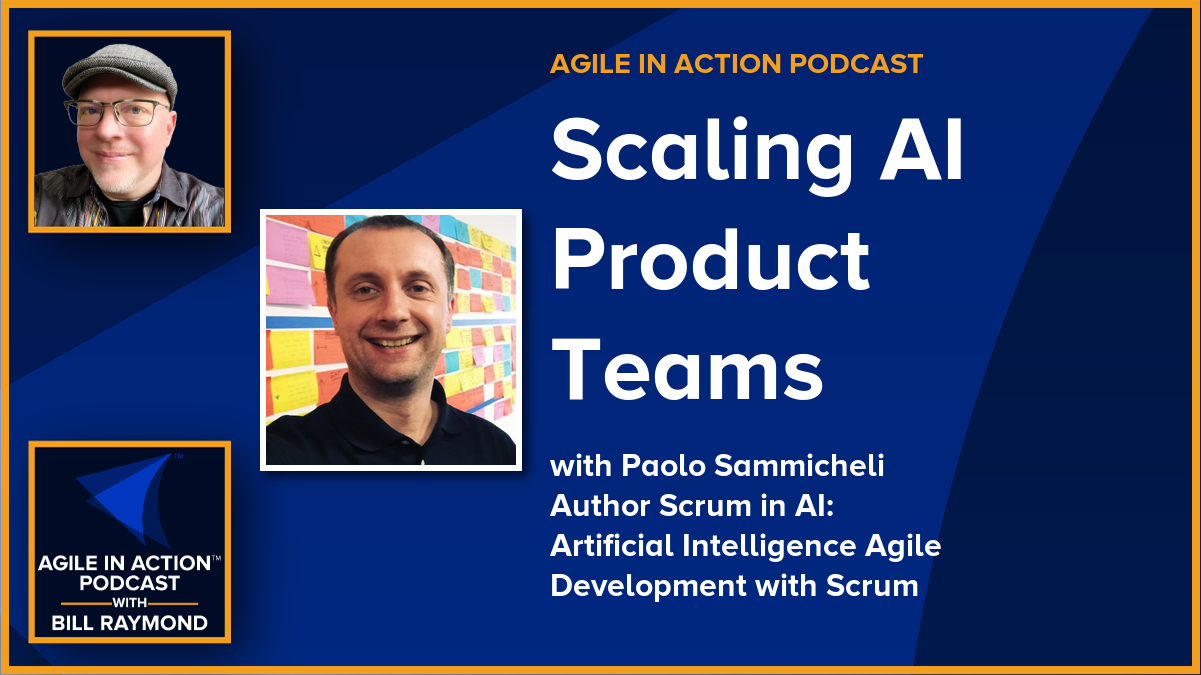 AGILE IN ACTION PODCAST
Scaling AI
Product
Teams
with Paolo Sammicheli
Author Scrum in AI:
Artificial Intelligence Agile
Development with Scrum
TM
AGILE IN ACTION™
PODCAST
WITH
BILL RAYMOND